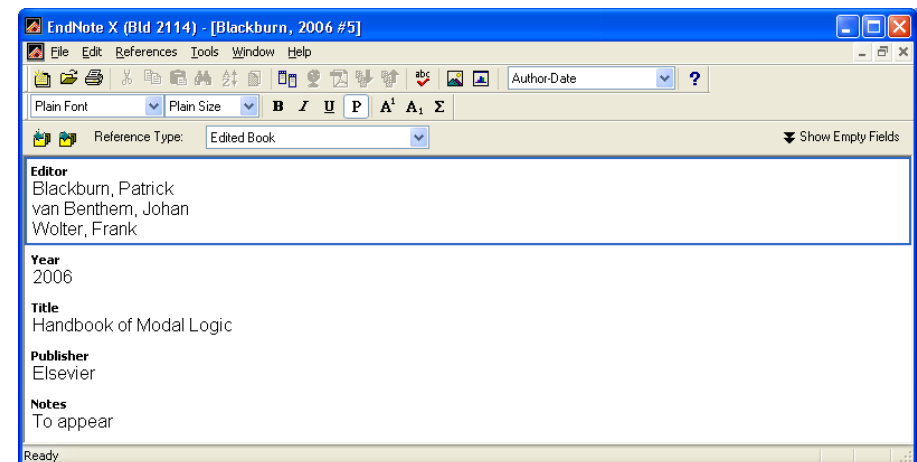 EndNote X (Bld 2114) - [Blackburn, 2006 #5]
File Edit References Tools Window Help
abc Author-Date ?
Plain Font Plain Size B I U P A¹ A₁ Σ
Reference Type: Edited Book Show Empty Fields
Editor
Blackburn, Patrick
van Benthem, Johan
Wolter, Frank
Year
2006
Title
Handbook of Modal Logic
Publisher
Elsevier
Notes
To appear
Ready